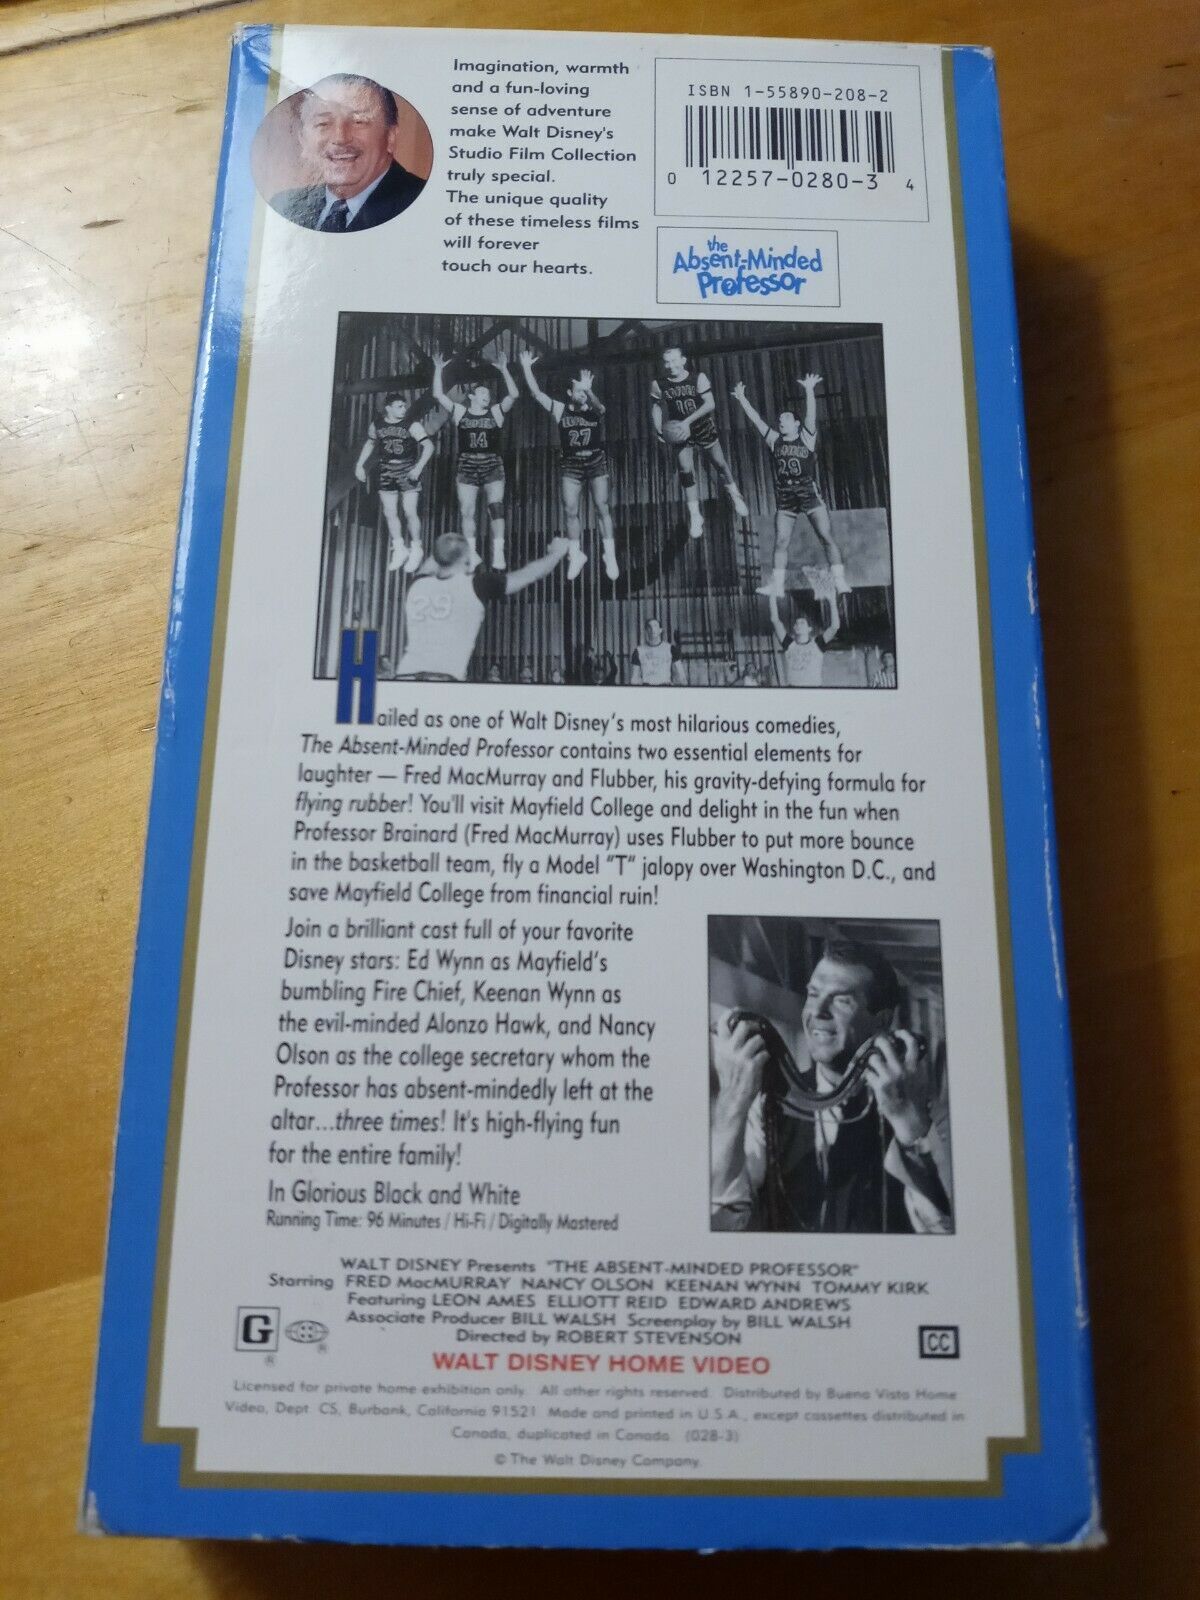 Imagination, warmth
and a fun-loving
sense of adventure
make Walt Disney's
Studio Film Collection
truly special.
The unique quality
of these timeless films
will forever
touch our hearts.
ISBN 1-55890-208-2
0 12257-0280-3 4
the
Absent-Minded
Professor
25
14
27
18
29
29
Hailed as one of Walt Disney's most hilarious comedies,
The Absent-Minded Professor contains two essential elements for
laughter — Fred MacMurray and Flubber, his gravity-defying formula for
flying rubber! You'll visit Mayfield College and delight in the fun when
Professor Brainard (Fred MacMurray) uses Flubber to put more bounce
in the basketball team, fly a Model "T" jalopy over Washington D.C., and
save Mayfield College from financial ruin!
Join a brilliant cast full of your favorite
Disney stars: Ed Wynn as Mayfield's
bumbling Fire Chief, Keenan Wynn as
the evil-minded Alonzo Hawk, and Nancy
Olson as the college secretary whom the
Professor has absent-mindedly left at the
altar...three times! It's high-flying fun
for the entire family!
In Glorious Black and White
Running Time: 96 Minutes / Hi-Fi / Digitally Mastered
WALT DISNEY Presents "THE ABSENT-MINDED PROFESSOR"
Starring FRED MacMURRAY NANCY OLSON KEENAN WYNN TOMMY KIRK
Featuring LEON AMES ELLIOTT REID EDWARD ANDREWS
Associate Producer BILL WALSH Screenplay by BILL WALSH
Directed by ROBERT STEVENSON
G ® ®
CC
WALT DISNEY HOME VIDEO
Licensed for private home exhibition only. All other rights reserved. Distributed by Buena Vista Home
Video, Dept. CS, Burbank, California 91521. Made and printed in U.S.A., except cassettes distributed in
Canada, duplicated in Canada. (028-3)
© The Walt Disney Company.